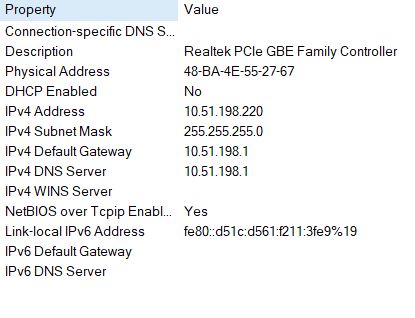 Property Value
Connection-specific DNS S...
Description Realtek PCIe GBE Family Controller
Physical Address 48-BA-4E-55-27-67
DHCP Enabled No
IPv4 Address 10.51.198.220
IPv4 Subnet Mask 255.255.255.0
IPv4 Default Gateway 10.51.198.1
IPv4 DNS Server 10.51.198.1
IPv4 WINS Server
NetBIOS over Tcpip Enabl... Yes
Link-local IPv6 Address fe80::d51c:d561:f211:3fe9%19
IPv6 Default Gateway
IPv6 DNS Server